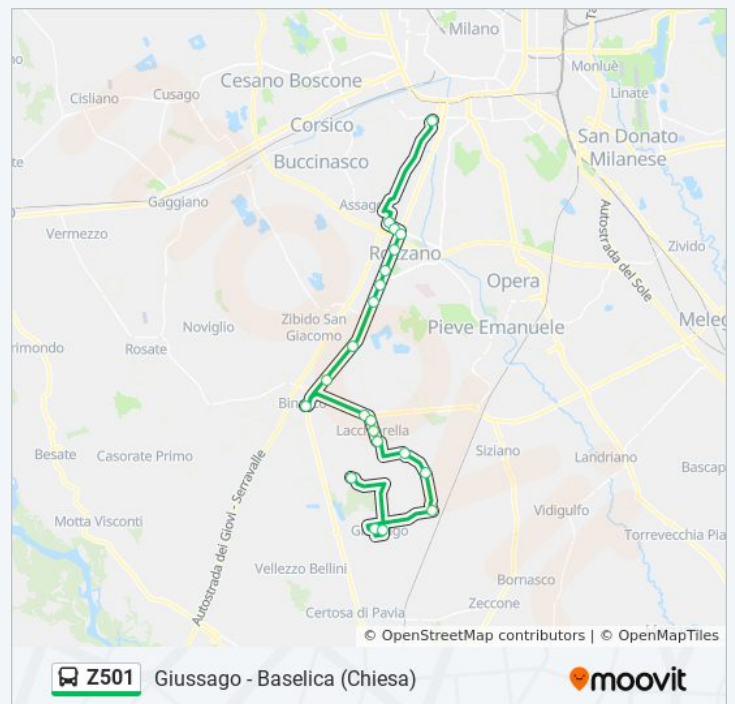 Milano
Monluè
Cesano Boscone
Cisliano
Cusago
Linate
Corsico
San Donato
Milanese
Buccinasco
Gaggiano
Assago
Vermezzo
Rozzano
Autostrada del Sole
Zivido
Opera
Zibido San
Giacomo
Noviglio
Pieve Emanuele
Meleg
rimondo
Rosate
Binasco
Lacchiarella
Siziano
Besate
Casorate Primo
Landriano
Bascap
Autostrada dei Giovi - Serravalle
Motta Visconti
Vidigulfo
Giussago
Torrevecchia Pia
Vellezzo Bellini
Bornasco
Certosa di Pavia
Zeccone
© OpenStreetMap contributors | © OpenMapTiles
Z501 Giussago - Baselica (Chiesa) moovit